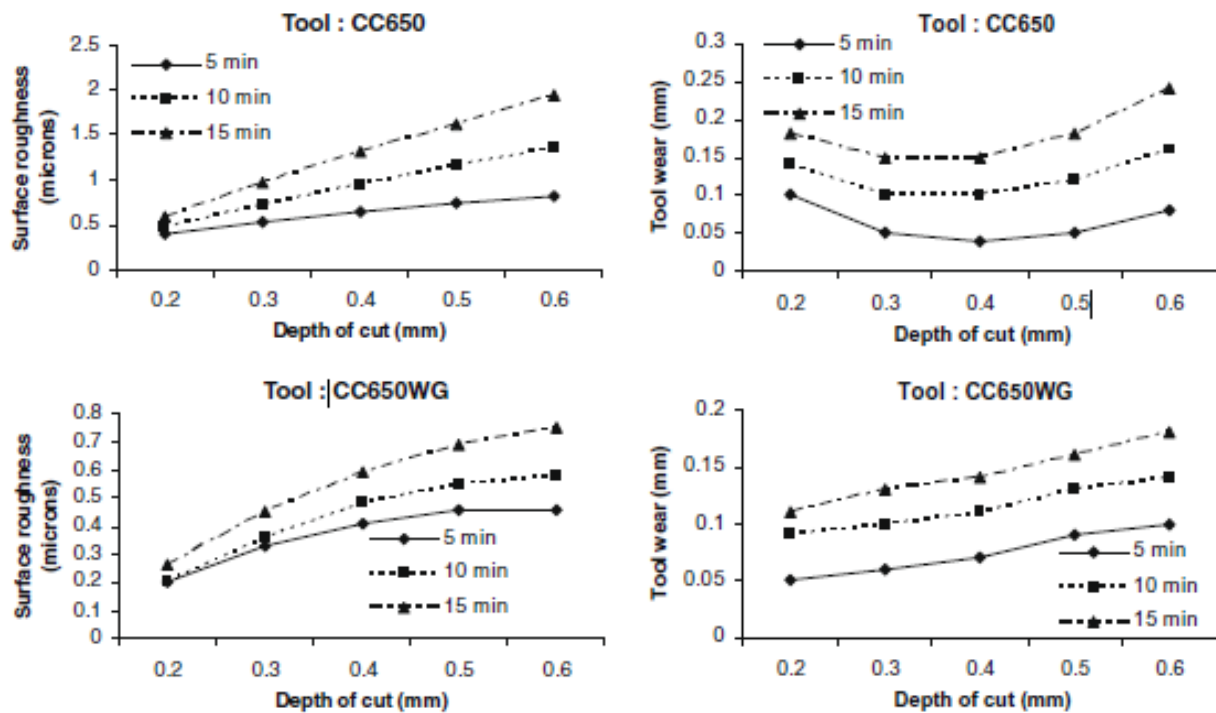 Tool : CC650
Surface roughness
(microns)
2.5
2
1.5
1
0.5
0
5 min
10 min
15 min
0.2 0.3 0.4 0.5 0.6
Depth of cut (mm)
Tool : CC650
Tool wear (mm)
0.3
0.25
0.2
0.15
0.1
0.05
0
5 min
10 min
15 min
0.2 0.3 0.4 0.5 0.6
Depth of cut (mm)
Tool : CC650WG
Surface roughness
(microns)
0.8
0.7
0.6
0.5
0.4
0.3
0.2
0.1
0
5 min
10 min
15 min
0.2 0.3 0.4 0.5 0.6
Depth of cut (mm)
Tool : CC650WG
Tool wear (mm)
0.2
0.15
0.1
0.05
0
5 min
10 min
15 min
0.2 0.3 0.4 0.5 0.6
Depth of cut (mm)